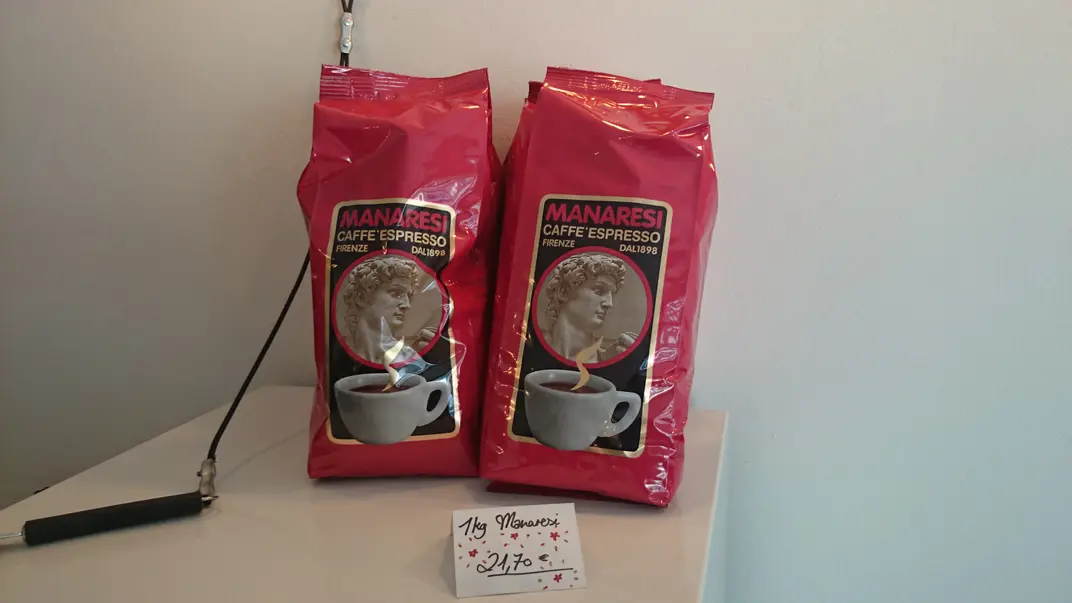 MANARESI
CAFFE'ESPRESSO
FIRENZE DAL1898
MANARESI
CAFFE'ESPRESSO
FIRENZE DAL1898
1kg Manaresi
21,70 €